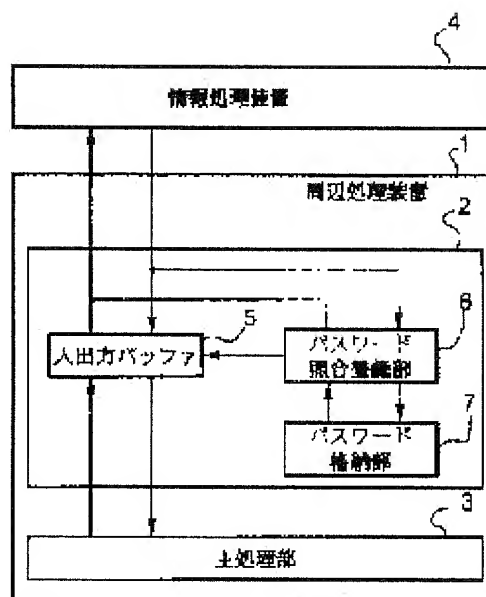 4
情報処理装置
1
周辺処理装置
2
5
入出力バッファ
6
パスワード
照合登録部
7
パスワード
格納部
3
主処理部